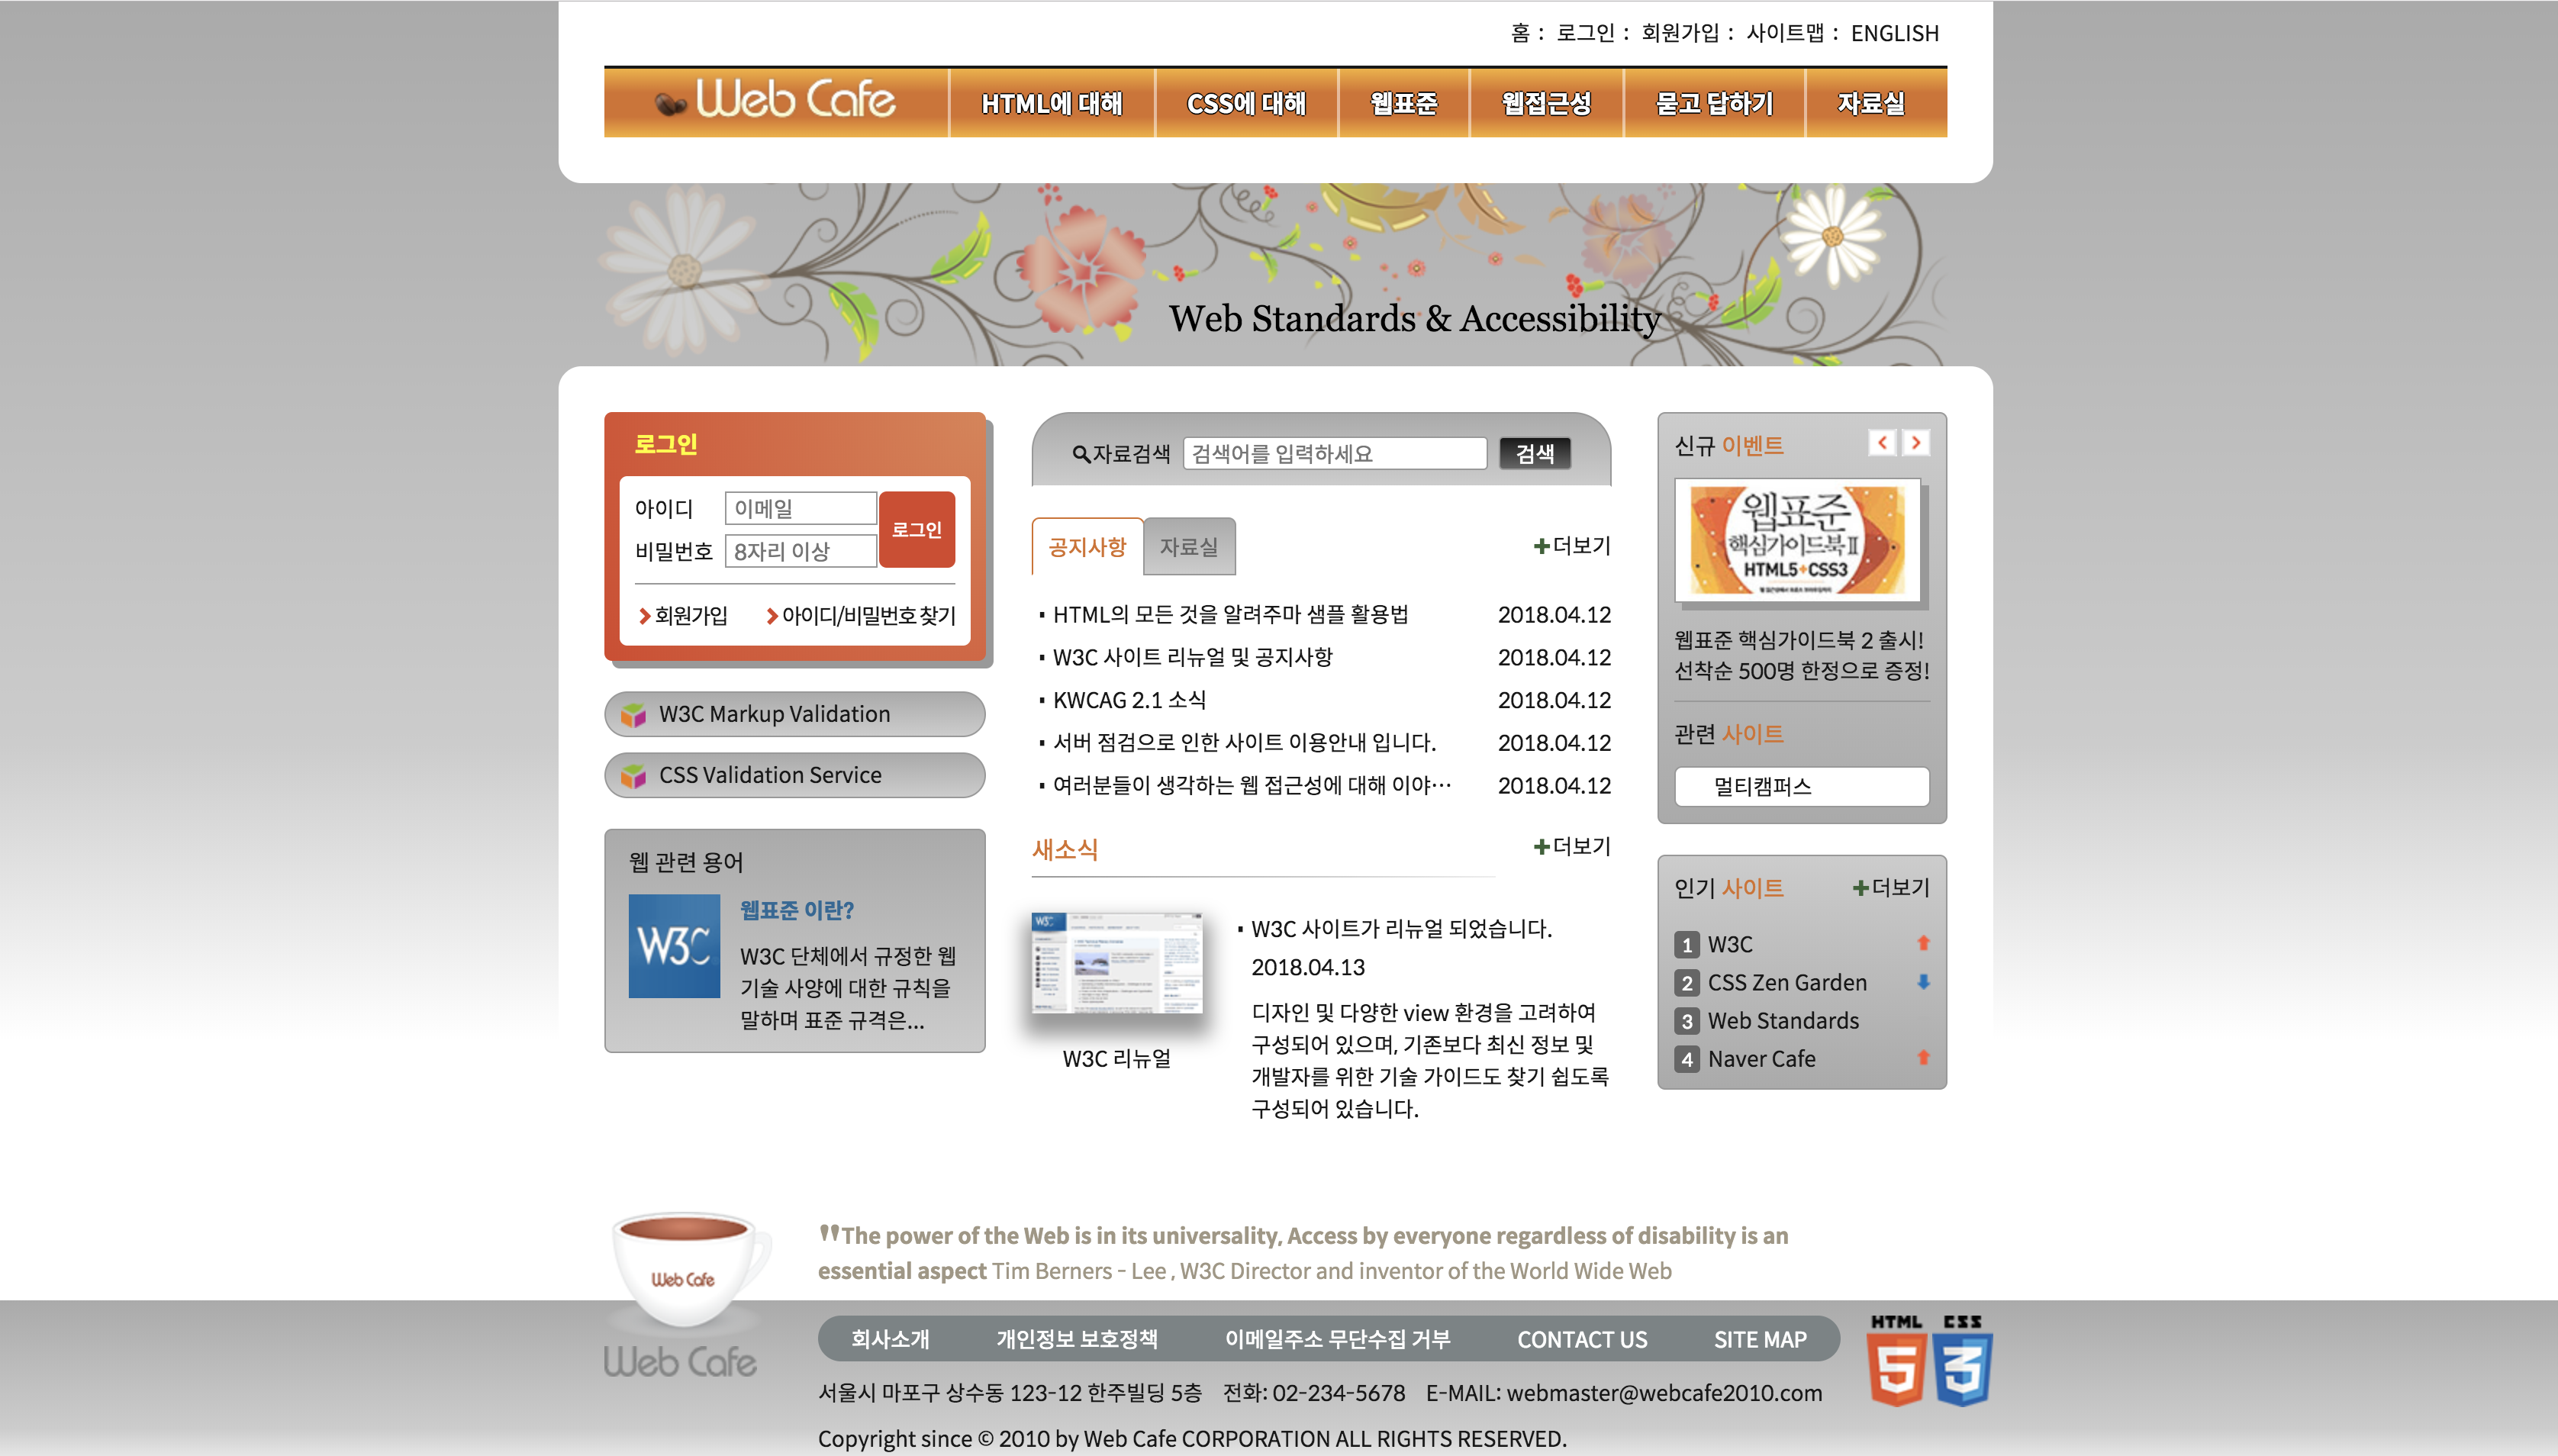 홈 : 로그인 : 회원가입 : 사이트맵 : ENGLISH
Web Cafe HTML에 대해 CSS에 대해 웹표준 웹접근성 묻고 답하기 자료실
Web Standards & Accessibility
로그인
아이디 이메일
비밀번호 8자리 이상
로그인
회원가입 아이디/비밀번호 찾기
W3C Markup Validation
CSS Validation Service
웹 관련 용어
W3C
웹표준 이란?
W3C 단체에서 규정한 웹
기술 사양에 대한 규칙을
말하며 표준 규격은...
자료검색 검색어를 입력하세요 검색
공지사항 자료실 더보기
HTML의 모든 것을 알려주마 샘플 활용법 2018.04.12
W3C 사이트 리뉴얼 및 공지사항 2018.04.12
KWCAG 2.1 소식 2018.04.12
서버 점검으로 인한 사이트 이용안내 입니다. 2018.04.12
여러분들이 생각하는 웹 접근성에 대해 이야… 2018.04.12
새소식 더보기
W3C
W3C 리뉴얼
W3C 사이트가 리뉴얼 되었습니다.
2018.04.13
디자인 및 다양한 view 환경을 고려하여
구성되어 있으며, 기존보다 최신 정보 및
개발자를 위한 기술 가이드도 찾기 쉽도록
구성되어 있습니다.
신규 이벤트
웹표준
핵심가이드북 II
HTML5+CSS3
웹표준 핵심가이드북 2 출시!
선착순 500명 한정으로 증정!
관련 사이트
멀티캠퍼스
인기 사이트 더보기
1 W3C
2 CSS Zen Garden
3 Web Standards
4 Naver Cafe
Web Cafe
Web Cafe
"The power of the Web is in its universality, Access by everyone regardless of disability is an
essential aspect Tim Berners - Lee , W3C Director and inventor of the World Wide Web
회사소개 개인정보 보호정책 이메일주소 무단수집 거부 CONTACT US SITE MAP
서울시 마포구 상수동 123-12 한주빌딩 5층 전화: 02-234-5678 E-MAIL: webmaster@webcafe2010.com
Copyright since © 2010 by Web Cafe CORPORATION ALL RIGHTS RESERVED.
HTML CSS
5 3